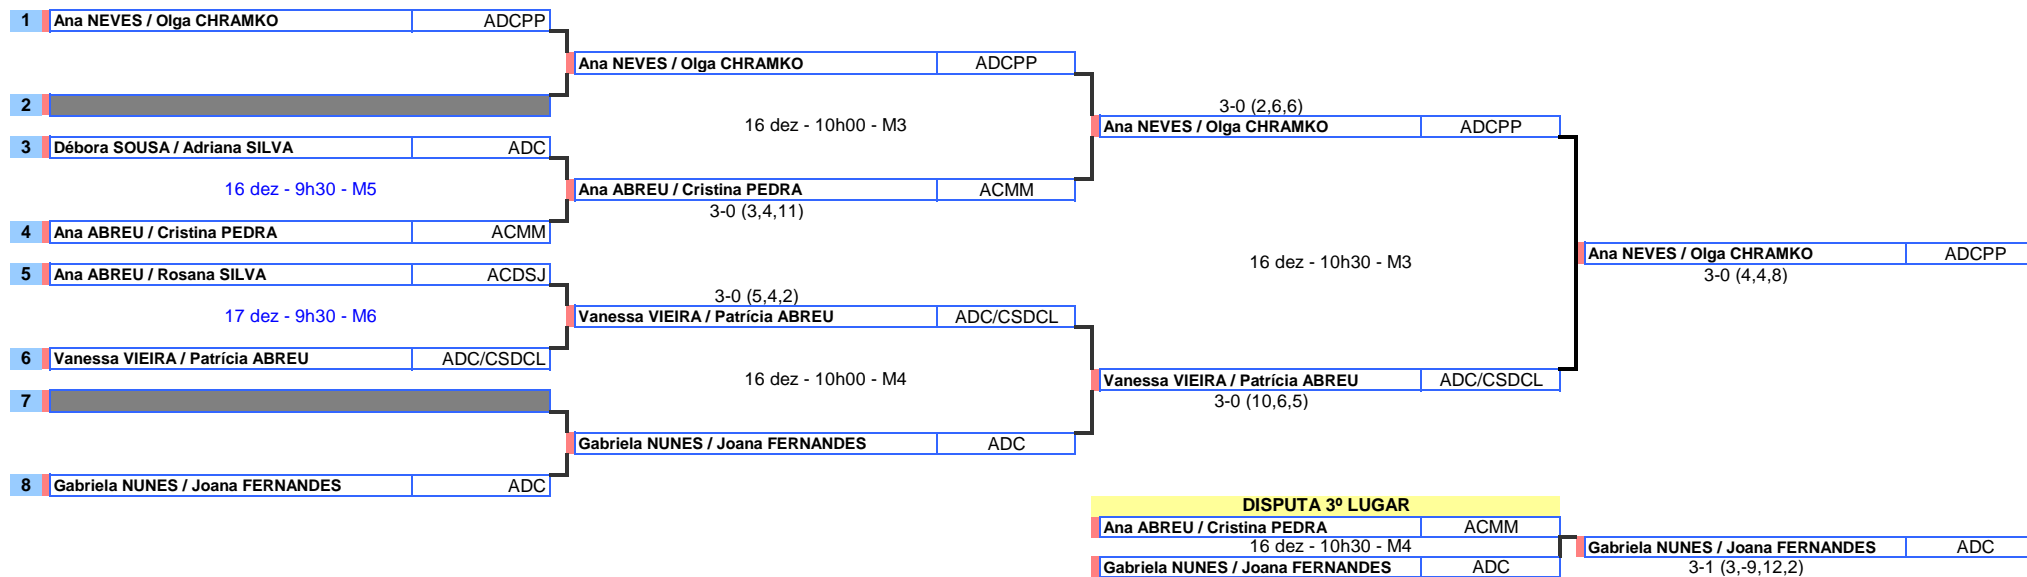 1 Ana NEVES / Olga CHRAMKO ADCPP
Ana NEVES / Olga CHRAMKO ADCPP
2
3-0 (2,6,6)
16 dez - 10h00 - M3
Ana NEVES / Olga CHRAMKO ADCPP
3 Débora SOUSA / Adriana SILVA ADC
16 dez - 9h30 - M5
Ana ABREU / Cristina PEDRA ACMM
3-0 (3,4,11)
4 Ana ABREU / Cristina PEDRA ACMM
Ana NEVES / Olga CHRAMKO ADCPP
16 dez - 10h30 - M3
5 Ana ABREU / Rosana SILVA ACDSJ
3-0 (4,4,8)
3-0 (5,4,2)
17 dez - 9h30 - M6
Vanessa VIEIRA / Patrícia ABREU ADC/CSDCL
6 Vanessa VIEIRA / Patrícia ABREU ADC/CSDCL
16 dez - 10h00 - M4
Vanessa VIEIRA / Patrícia ABREU ADC/CSDCL
7
3-0 (10,6,5)
Gabriela NUNES / Joana FERNANDES ADC
8 Gabriela NUNES / Joana FERNANDES ADC
DISPUTA 3º LUGAR
Ana ABREU / Cristina PEDRA ACMM
16 dez - 10h30 - M4
Gabriela NUNES / Joana FERNANDES ADC
Gabriela NUNES / Joana FERNANDES ADC
3-1 (3,-9,12,2)